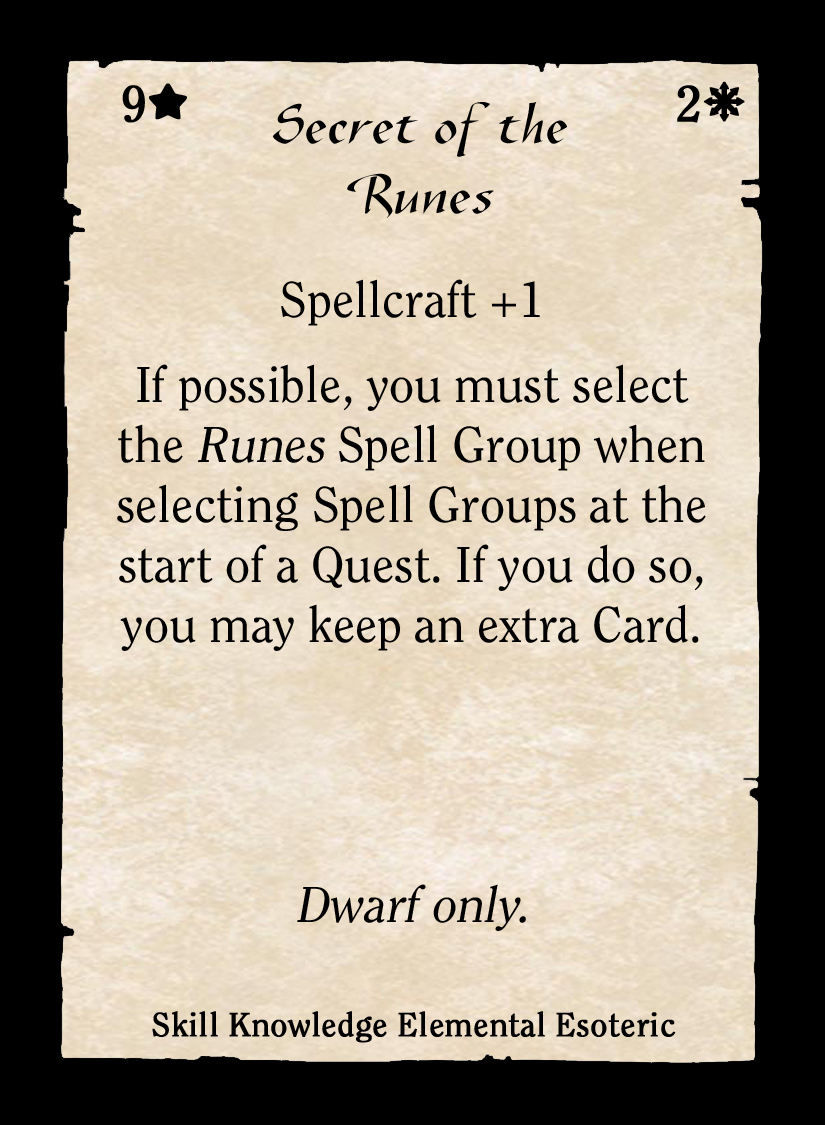 9★ 2
Secret of the
Runes
Spellcraft +1
If possible, you must select
the Runes Spell Group when
selecting Spell Groups at the
start of a Quest. If you do so,
you may keep an extra Card.
Dwarf only.
Skill Knowledge Elemental Esoteric